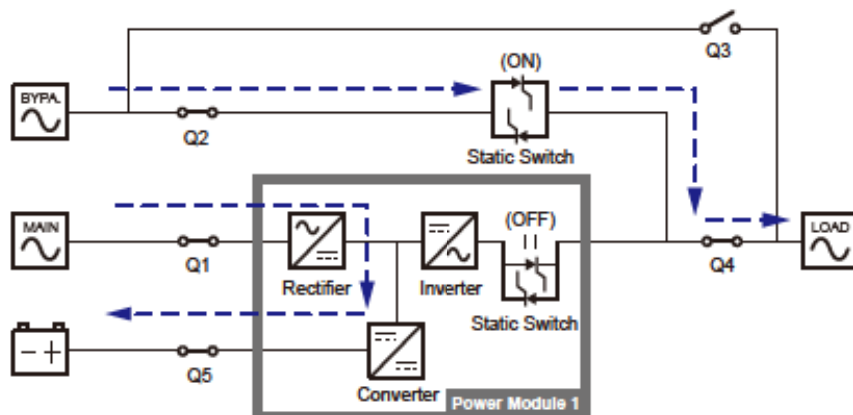 Q3
(ON)
BYPA.
Q2
Static Switch
MAIN
(OFF)
LOAD
Q1
Q4
Rectifier
Inverter
Static Switch
Q5
Converter
Power Module 1